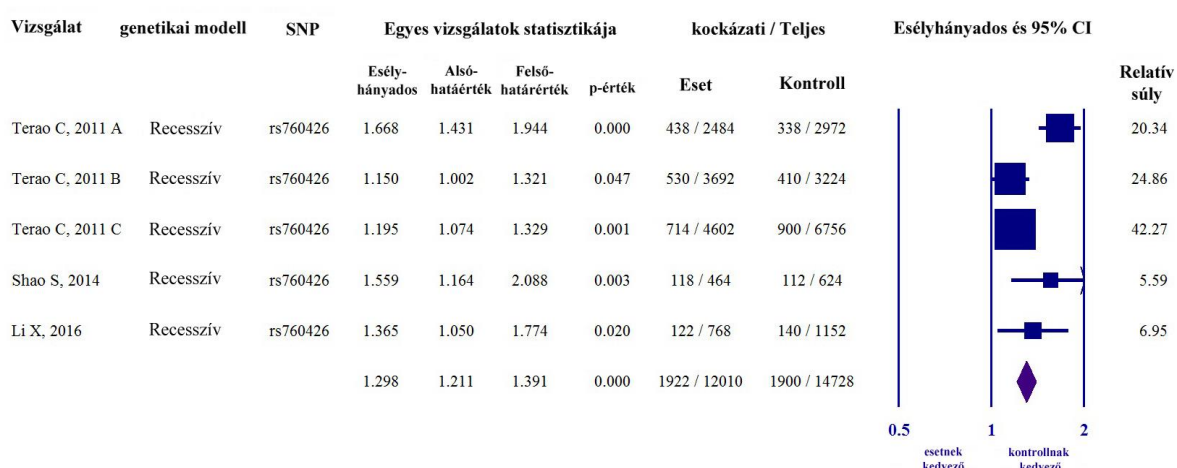 Vizsgálat genetikai modell SNP Egyes vizsgálatok statisztikája kockázati / Teljes Esélyhányados és 95% CI
Esély-hányados Alsó-hatáérték Felső-határérték p-érték Eset Kontroll Relatív súly
Terao C, 2011 A Recesszív rs760426 1.668 1.431 1.944 0.000 438 / 2484 338 / 2972 20.34
Terao C, 2011 B Recesszív rs760426 1.150 1.002 1.321 0.047 530 / 3692 410 / 3224 24.86
Terao C, 2011 C Recesszív rs760426 1.195 1.074 1.329 0.001 714 / 4602 900 / 6756 42.27
Shao S, 2014 Recesszív rs760426 1.559 1.164 2.088 0.003 118 / 464 112 / 624 5.59
Li X, 2016 Recesszív rs760426 1.365 1.050 1.774 0.020 122 / 768 140 / 1152 6.95
1.298 1.211 1.391 0.000 1922 / 12010 1900 / 14728
0.5 1 2
esetnek kontrollnak
kedvező kedvező